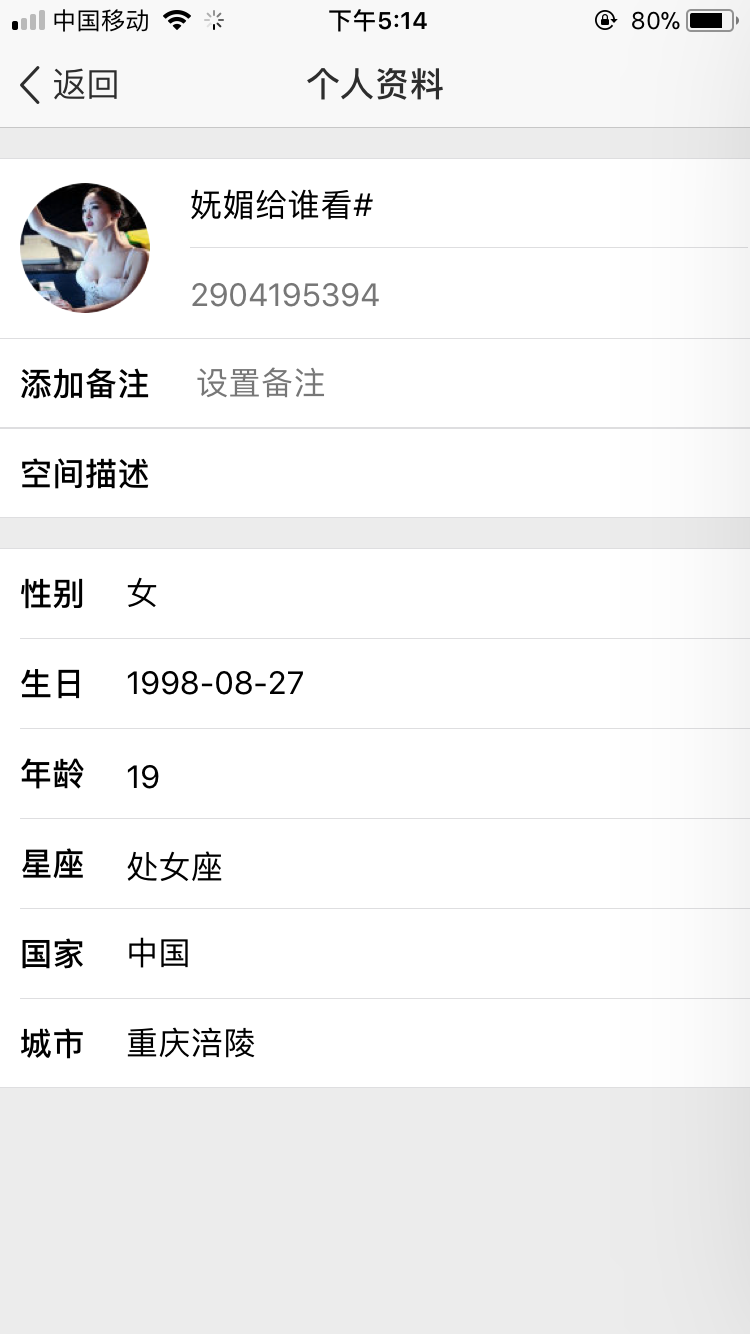 中国移动 下午5:14 80%
返回 个人资料
妩媚给谁看#
2904195394
添加备注 设置备注
空间描述
性别 女
生日 1998-08-27
年龄 19
星座 处女座
国家 中国
城市 重庆涪陵